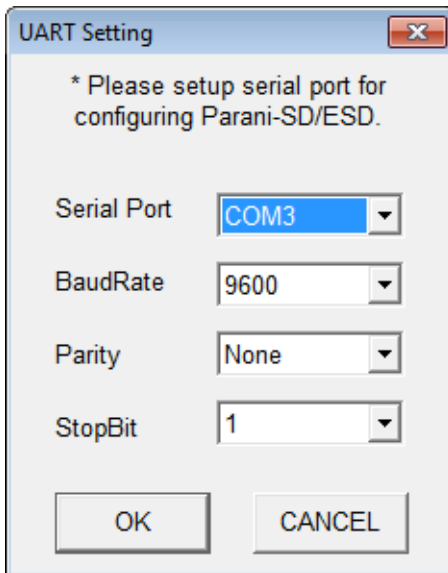 UART Setting
* Please setup serial port for
configuring Parani-SD/ESD.
Serial Port COM3
BaudRate 9600
Parity None
StopBit 1
OK CANCEL